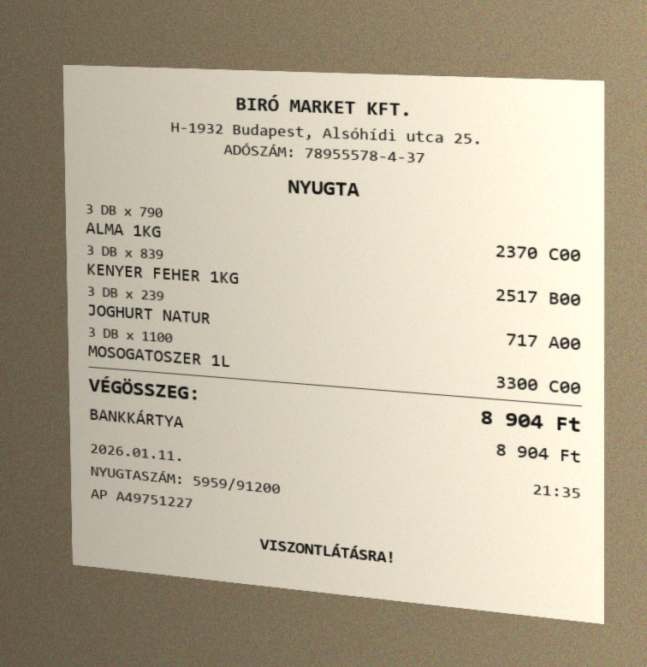 BIRÓ MARKET KFT.
H-1932 Budapest, Alsóhídi utca 25.
ADÓSZÁM: 78955578-4-37
NYUGTA
3 DB x 790
ALMA 1KG 2370 C00
3 DB x 839
KENYER FEHER 1KG 2517 B00
3 DB x 239
JOGHURT NATUR 717 A00
3 DB x 1100
MOSOGATOSZER 1L 3300 C00
VÉGÖSSZEG: 8 904 Ft
BANKKÁRTYA 8 904 Ft
2026.01.11. 21:35
NYUGTASZÁM: 5959/91200
AP A49751227
VISZONTLÁTÁSRA!